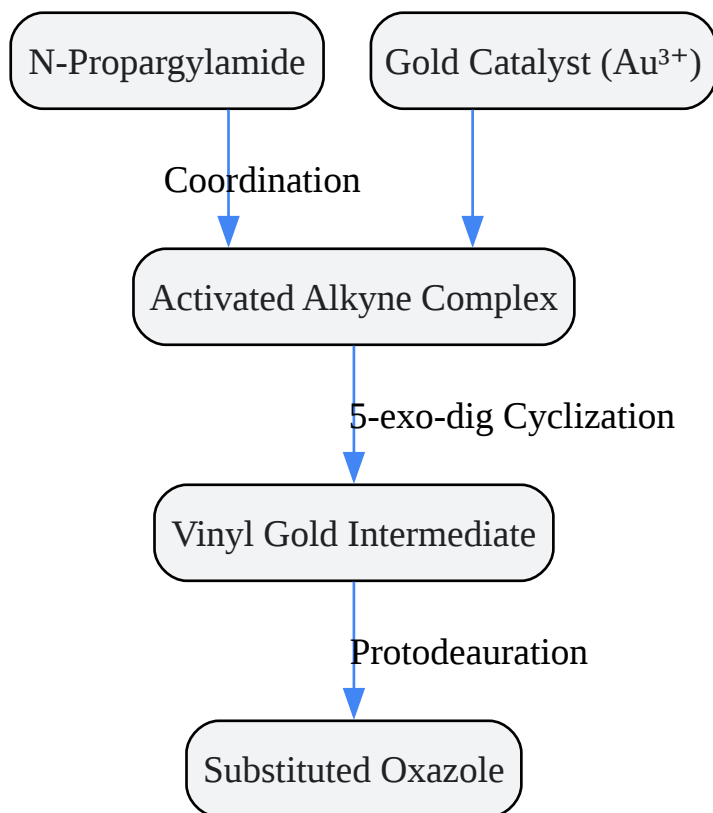 N-Propargylamide
Gold Catalyst (Au³⁺)
Coordination
Activated Alkyne Complex
5-exo-dig Cyclization
Vinyl Gold Intermediate
Protodeauration
Substituted Oxazole